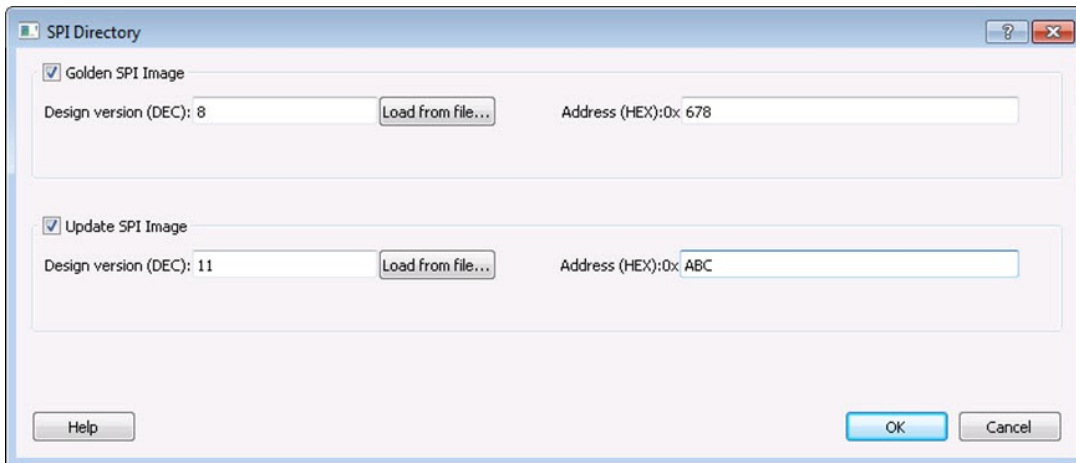 SPI Directory
Golden SPI Image
Design version (DEC): 8 Load from file... Address (HEX):0x 678
Update SPI Image
Design version (DEC): 11 Load from file... Address (HEX):0x ABC
Help OK Cancel